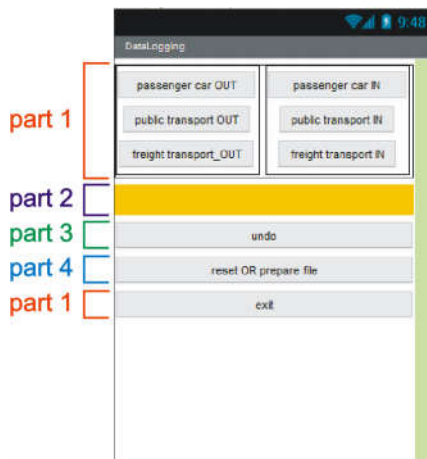 9:48
DataLogging
part 1
passenger car OUT
passenger car IN
public transport OUT
public transport IN
freight transport_OUT
freight transport IN
part 2
part 3
undo
part 4
reset OR prepare file
part 1
exit